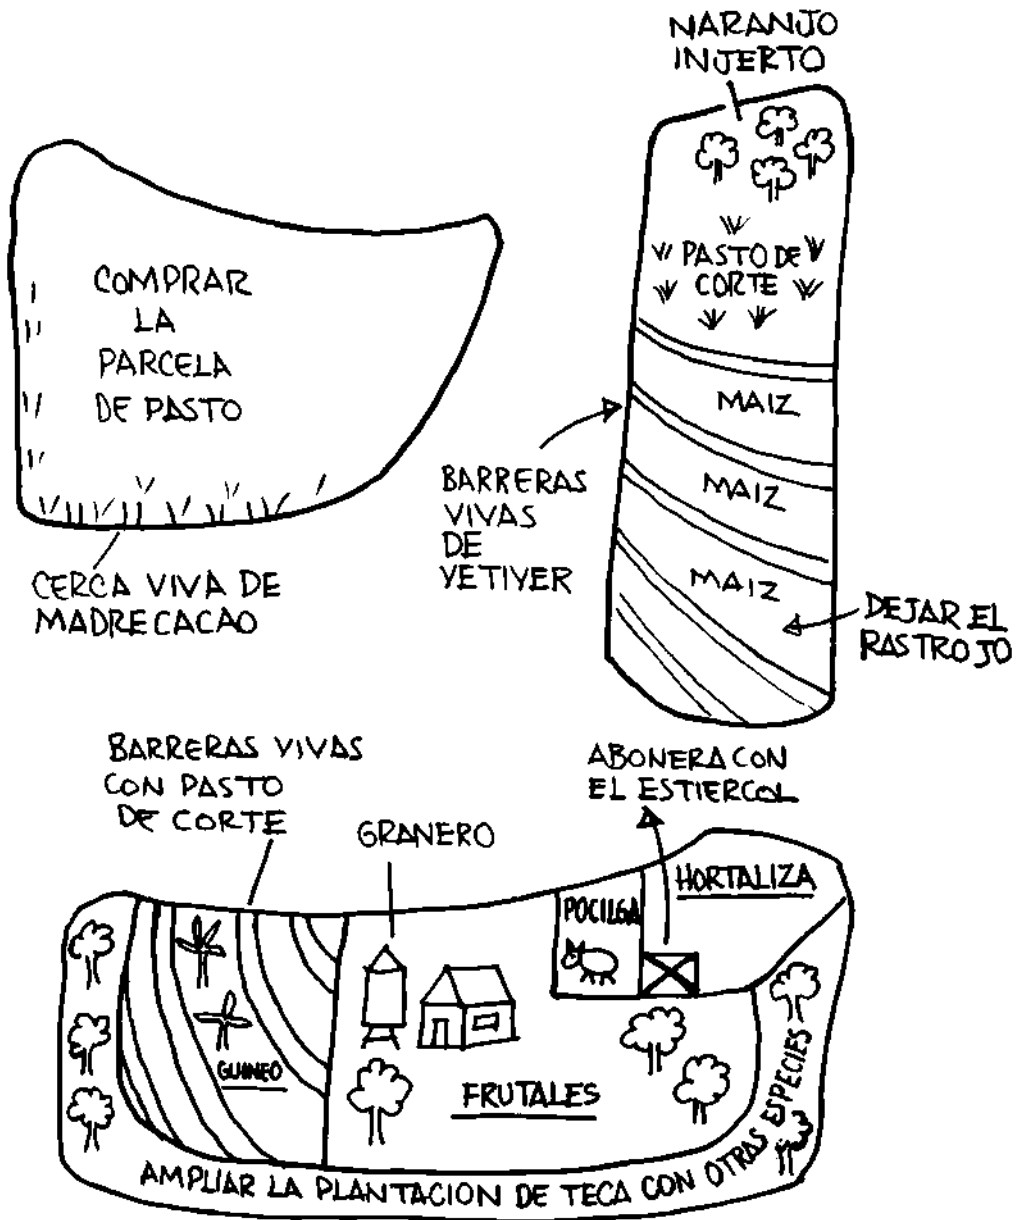 NARANJO
INJERTO
COMPRAR
LA
PARCELA
DE PASTO
PASTO DE
CORTE
MAIZ
MAIZ
MAIZ
BARRERAS
VIVAS
DE
VETIVER
CERCA VIVA DE
MADRECACAO
DEJAR EL
RASTROJO
BARRERAS VIVAS
CON PASTO
DE CORTE
GRANERO
ABONERA CON
EL ESTIERCOL
HORTALIZA
POCILGA
GUINEO
FRUTALES
AMPLIAR LA PLANTACION DE TECA CON OTRAS ESPECIES